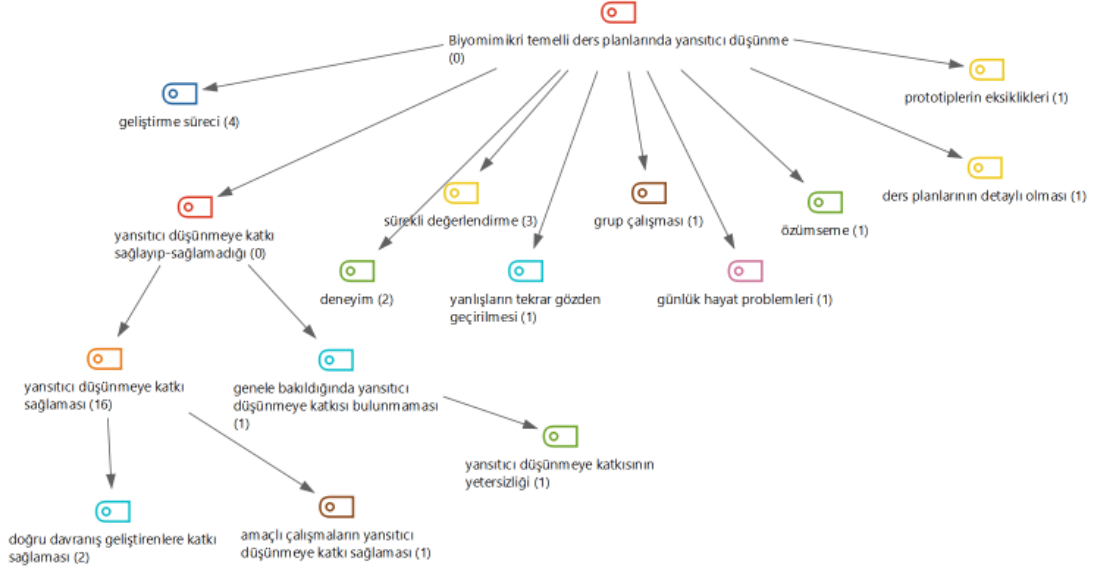 Biyomimikri temelli ders planlarında yansıtıcı düşünme
(0)
prototiplerin eksiklikleri (1)
geliştirme süreci (4)
ders planlarının detaylı olması (1)
sürekli değerlendirme (3)
grup çalışması (1)
özümseme (1)
yansıtıcı düşünmeye katkı
sağlayıp-sağlamadığı (0)
deneyim (2)
yanlışların tekrar gözden
geçirilmesi (1)
günlük hayat problemleri (1)
yansıtıcı düşünmeye katkı
sağlaması (16)
genele bakıldığında yansıtıcı
düşünmeye katkısı bulunmaması
(1)
yansıtıcı düşünmeye katkısının
yetersizliği (1)
doğru davranış geliştirenlere katkı
sağlaması (2)
amaçlı çalışmaların yansıtıcı
düşünmeye katkı sağlaması (1)